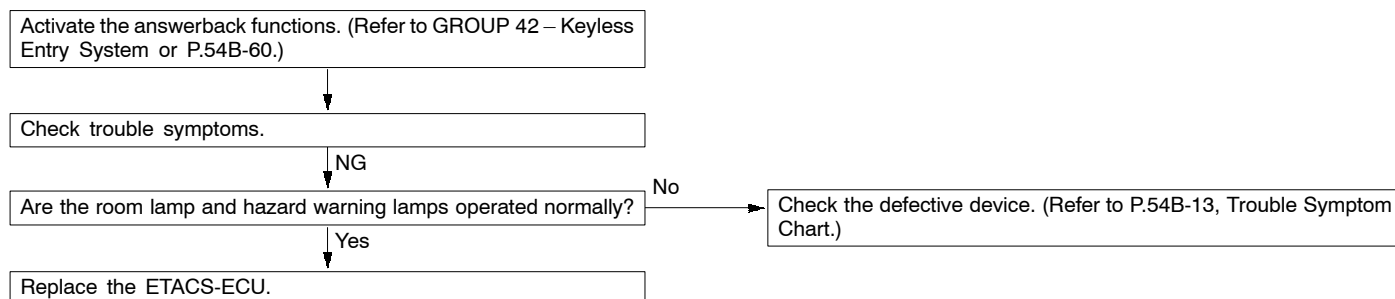 Activate the answerback functions. (Refer to GROUP 42 – Keyless
Entry System or P.54B-60.)
Check trouble symptoms.
NG
Are the room lamp and hazard warning lamps operated normally?
No
Check the defective device. (Refer to P.54B-13, Trouble Symptom
Chart.)
Yes
Replace the ETACS-ECU.